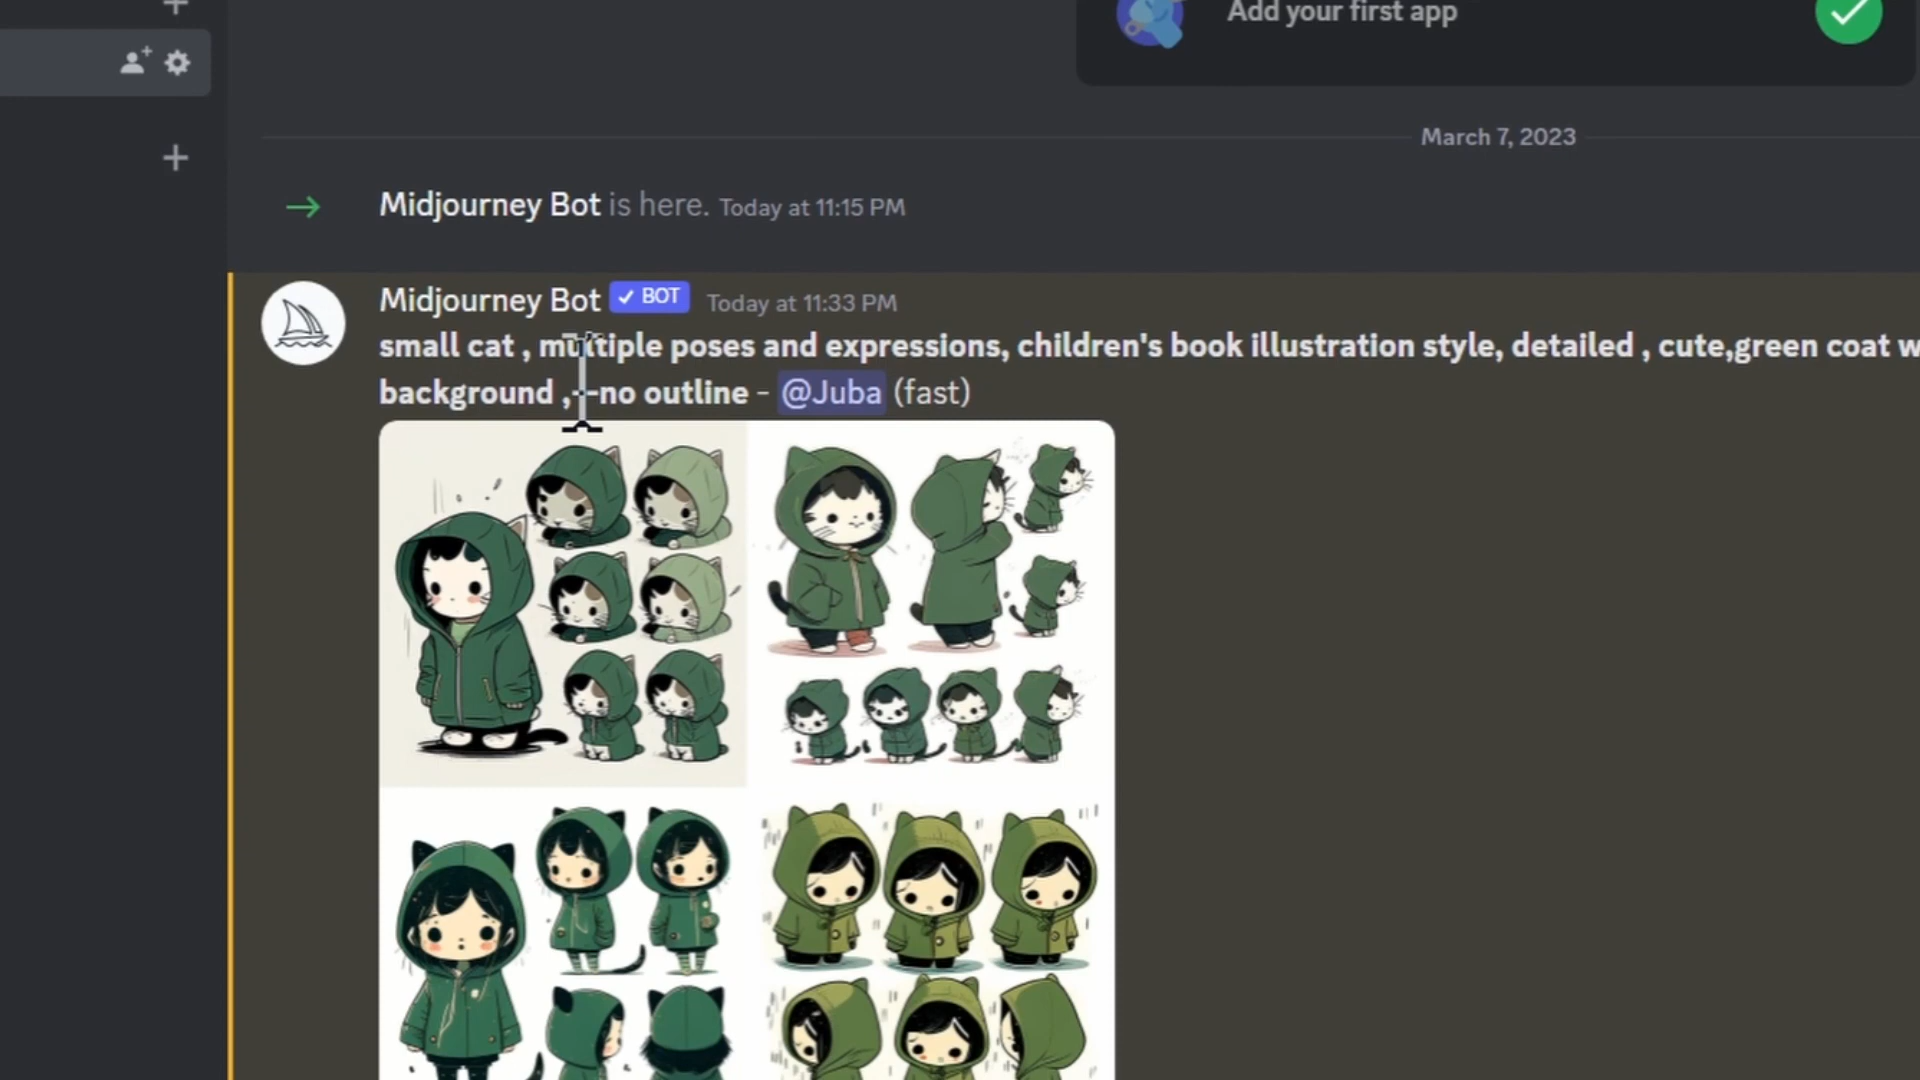 Add your first app
March 7, 2023
Midjourney Bot is here. Today at 11:15 PM
Midjourney Bot ✓ BOT Today at 11:33 PM
small cat , multiple poses and expressions, children's book illustration style, detailed , cute,green coat
background ,--no outline - @Juba (fast)